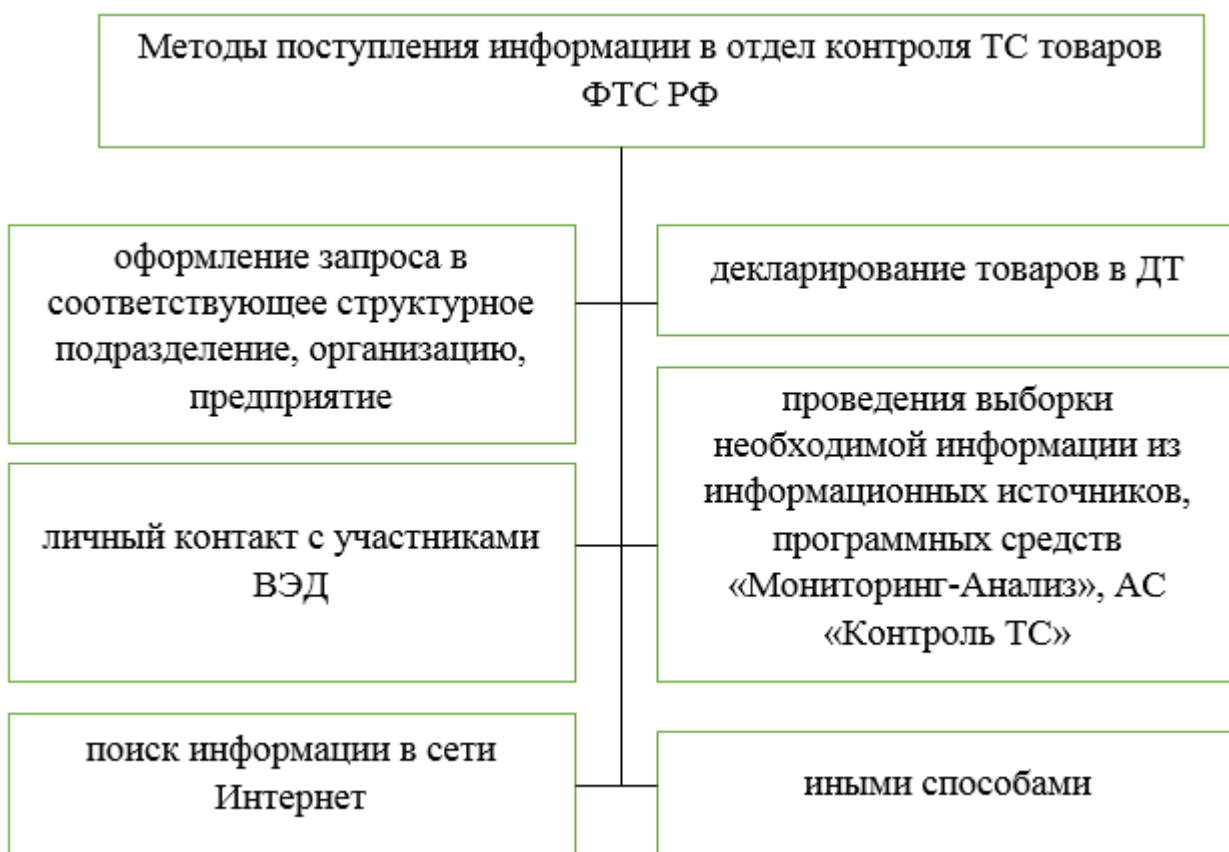 Методы поступления информации в отдел контроля ТС товаров
ФТС РФ
оформление запроса в
соответствующее структурное
подразделение, организацию,
предприятие
декларирование товаров в ДТ
личный контакт с участниками
ВЭД
проведения выборки
необходимой информации из
информационных источников,
программных средств
«Мониторинг-Анализ», АС
«Контроль ТС»
поиск информации в сети
Интернет
иными способами